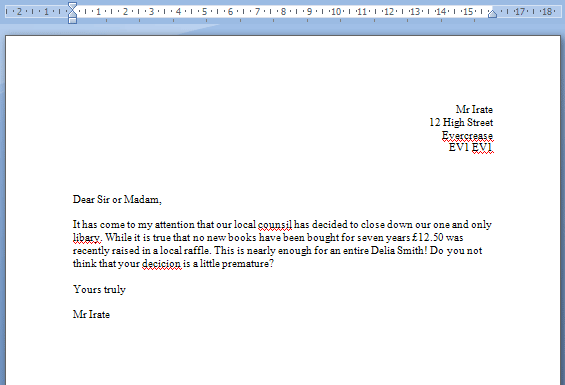 2 1 1 2 3 4 5 6 7 8 9 10 11 12 13 14 15 17 18
Mr Irate
12 High Street
Evercrease
EV1 EV1
Dear Sir or Madam,
It has come to my attention that our local counsil has decided to close down our one and only
libary. While it is true that no new books have been bought for seven years £12.50 was
recently raised in a local raffle. This is nearly enough for an entire Delia Smith! Do you not
think that your decicion is a little premature?
Yours truly
Mr Irate